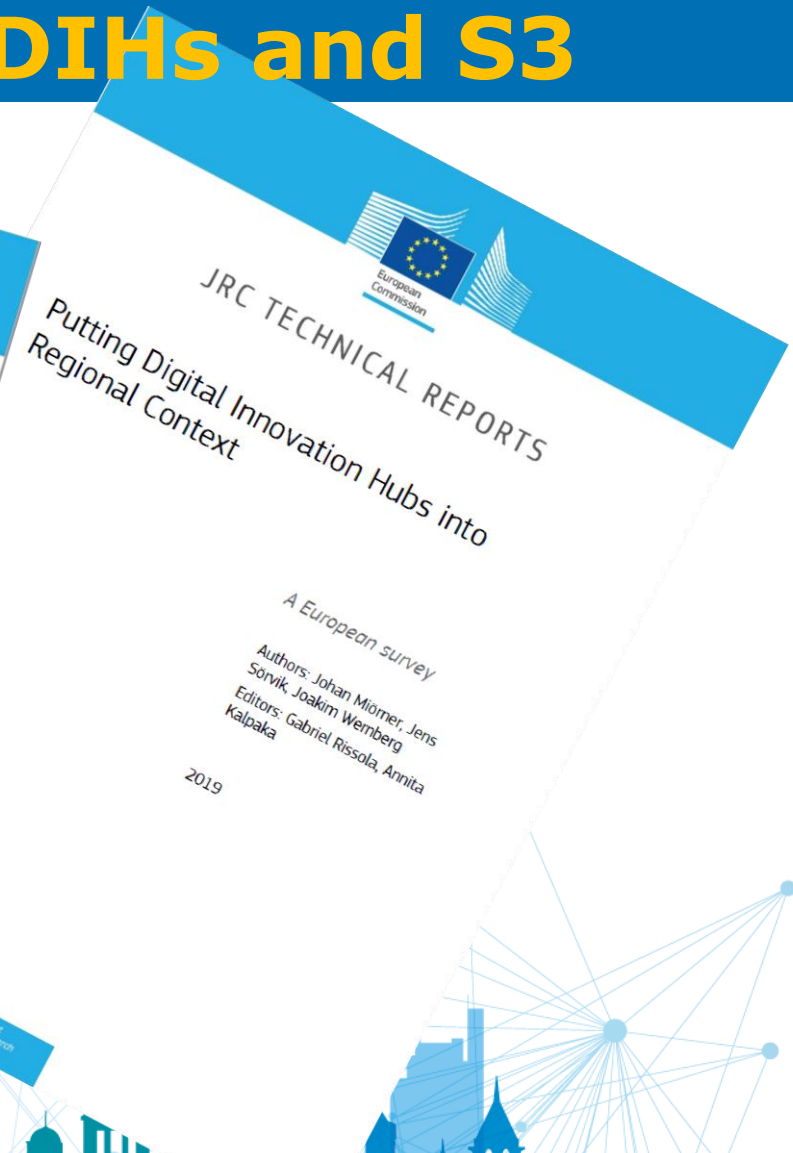 DIHs and S3
European
Commission
JRC TECHNICAL REPORTS
Putting Digital Innovation Hubs into
Regional Context
A European survey
Authors: Johan Miörner, Jens
Sörvik, Joakim Wernberg
Editors: Gabriel Rissola, Annita
Kalpaka
2019